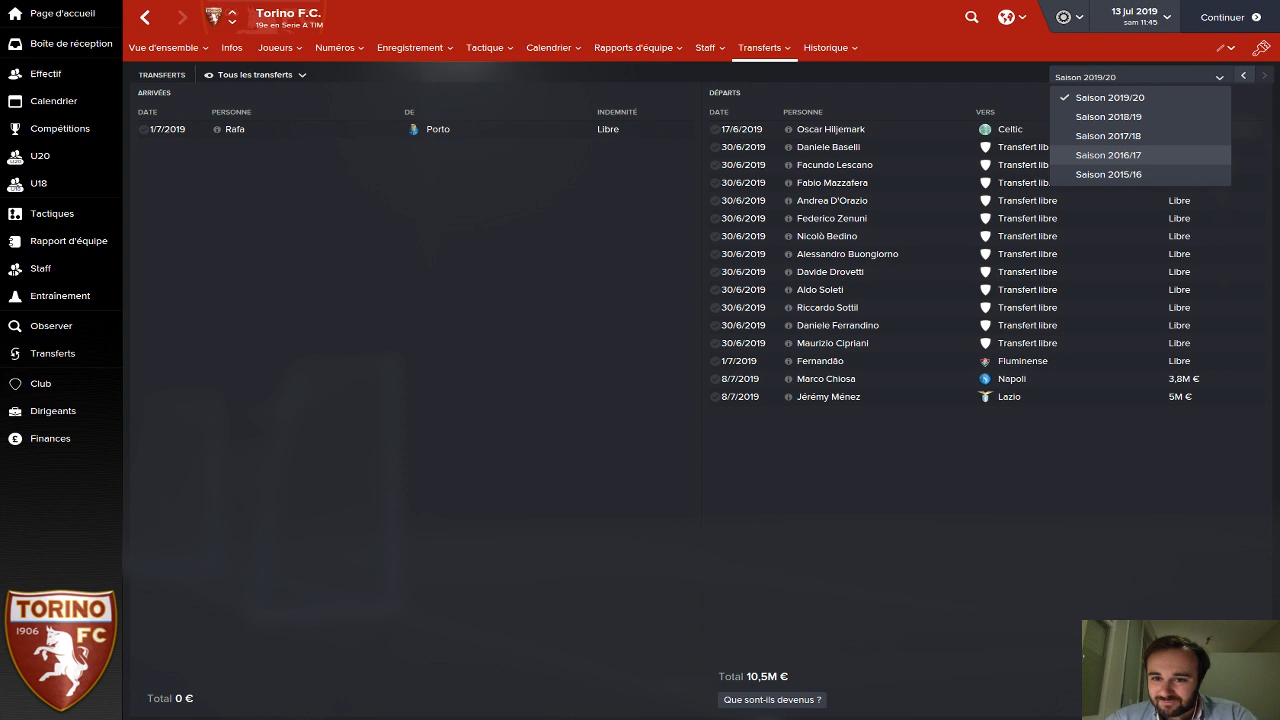 Page d'accueil
Boîte de réception
Effectif
Calendrier
Compétitions
U20
U18
Tactiques
Rapport d'équipe
Staff
Entraînement
Observer
Transferts
Club
Dirigeants
Finances
TORINO
1906 FC
Torino F.C.
19e en Serie A TIM
13 jul 2019
sam 11:45
Continuer
Vue d'ensemble Infos Joueurs Numéros Enregistrement Tactique Calendrier Rapports d'équipe Staff Transferts Historique
TRANSFERTS Tous les transferts
Saison 2019/20
Saison 2019/20
Saison 2018/19
Saison 2017/18
Saison 2016/17
Saison 2015/16
ARRIVÉES
DATE PERSONNE DE INDEMNITÉ
1/7/2019 Rafa Porto Libre
Total 0 €
DÉPARTS
DATE PERSONNE VERS
17/6/2019 Oscar Hiljemark Celtic
30/6/2019 Daniele Baselli Transfert lib
30/6/2019 Facundo Lescano Transfert lib
30/6/2019 Fabio Mazzafera Transfert lib
30/6/2019 Andrea D'Orazio Transfert libre Libre
30/6/2019 Federico Zenuni Transfert libre Libre
30/6/2019 Nicolò Bedino Transfert libre Libre
30/6/2019 Alessandro Buongiorno Transfert libre Libre
30/6/2019 Davide Drovetti Transfert libre Libre
30/6/2019 Aldo Soleti Transfert libre Libre
30/6/2019 Riccardo Sottil Transfert libre Libre
30/6/2019 Daniele Ferrandino Transfert libre Libre
30/6/2019 Maurizio Cipriani Transfert libre Libre
1/7/2019 Fernandão Fluminense Libre
8/7/2019 Marco Chiosa Napoli 3,8M €
8/7/2019 Jérémy Ménez Lazio 5M €
Total 10,5M €
Que sont-ils devenus ?